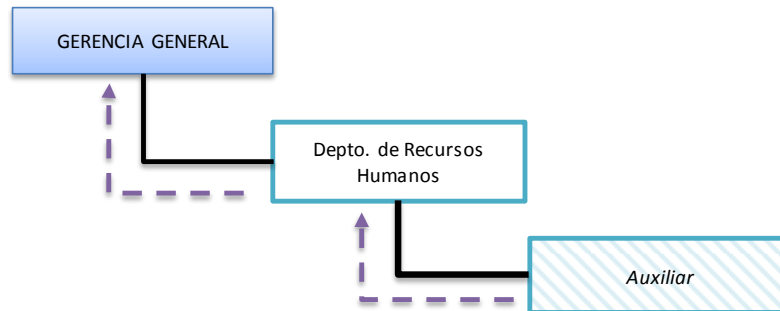 GERENCIA GENERAL
Depto. de Recursos
Humanos
Auxiliar